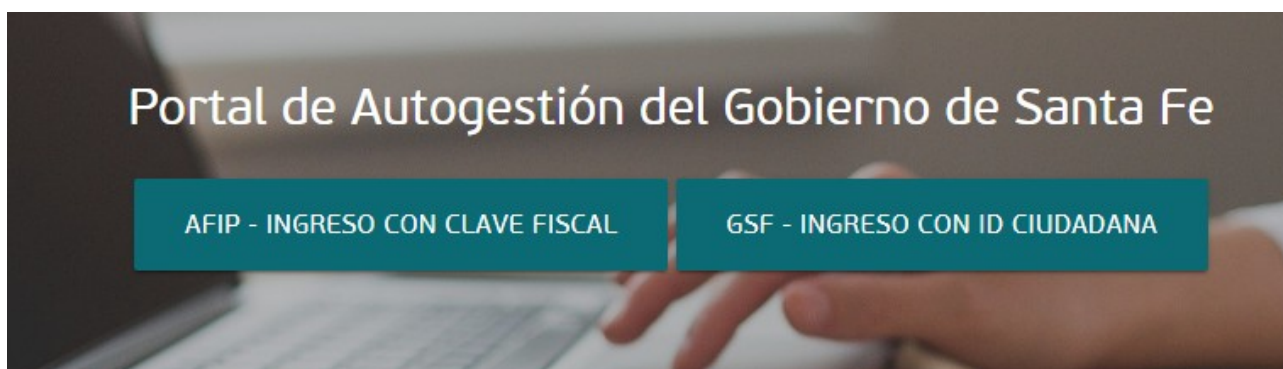 Portal de Autogestión del Gobierno de Santa Fe
AFIP - INGRESO CON CLAVE FISCAL
GSF - INGRESO CON ID CIUDADANA